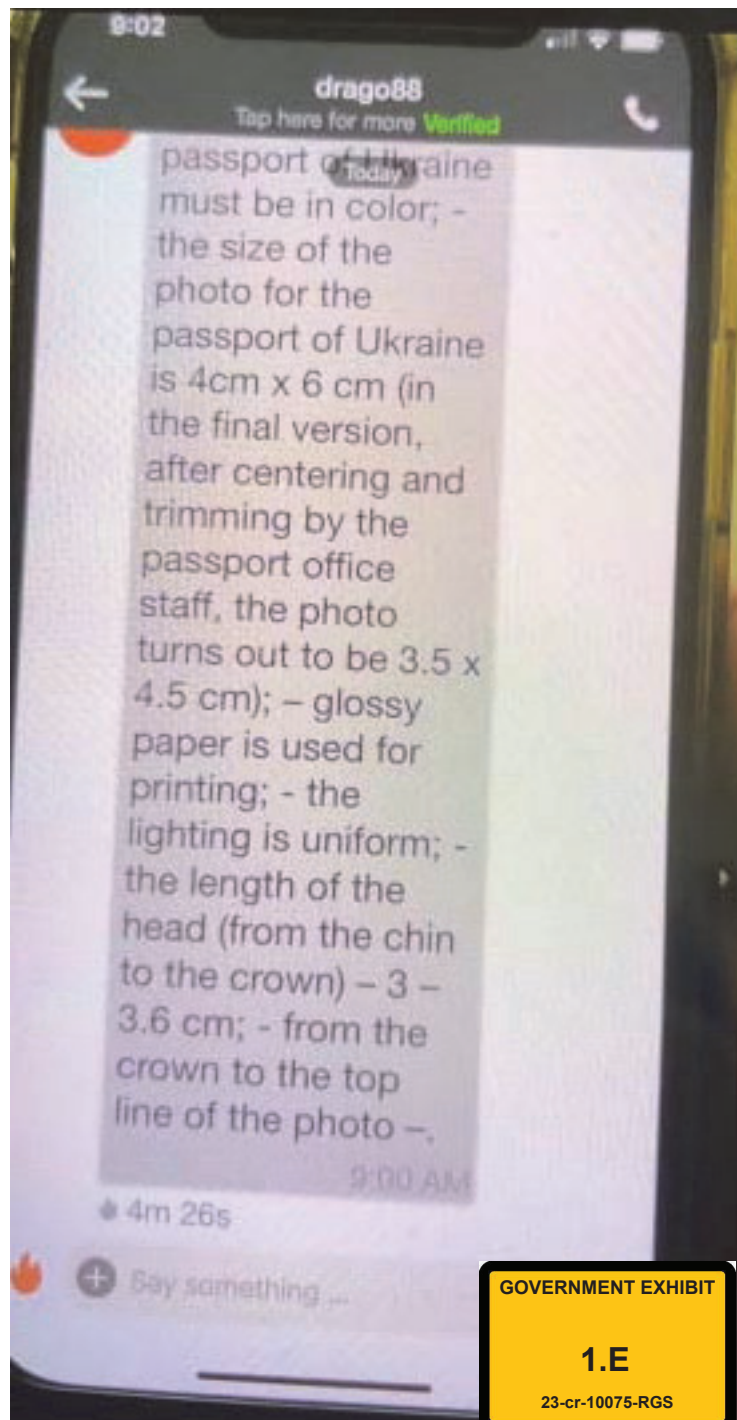 9:02
drago88
Tap here for more Verified
passport of Ukraine
Today
must be in color; -
the size of the
photo for the
passport of Ukraine
is 4cm x 6 cm (in
the final version,
after centering and
trimming by the
passport office
staff, the photo
turns out to be 3.5 x
4.5 cm); – glossy
paper is used for
printing; - the
lighting is uniform; -
the length of the
head (from the chin
to the crown) – 3 –
3.6 cm; - from the
crown to the top
line of the photo –.
9:00 AM
4m 26s
Say something ...
GOVERNMENT EXHIBIT
1.E
23-cr-10075-RGS